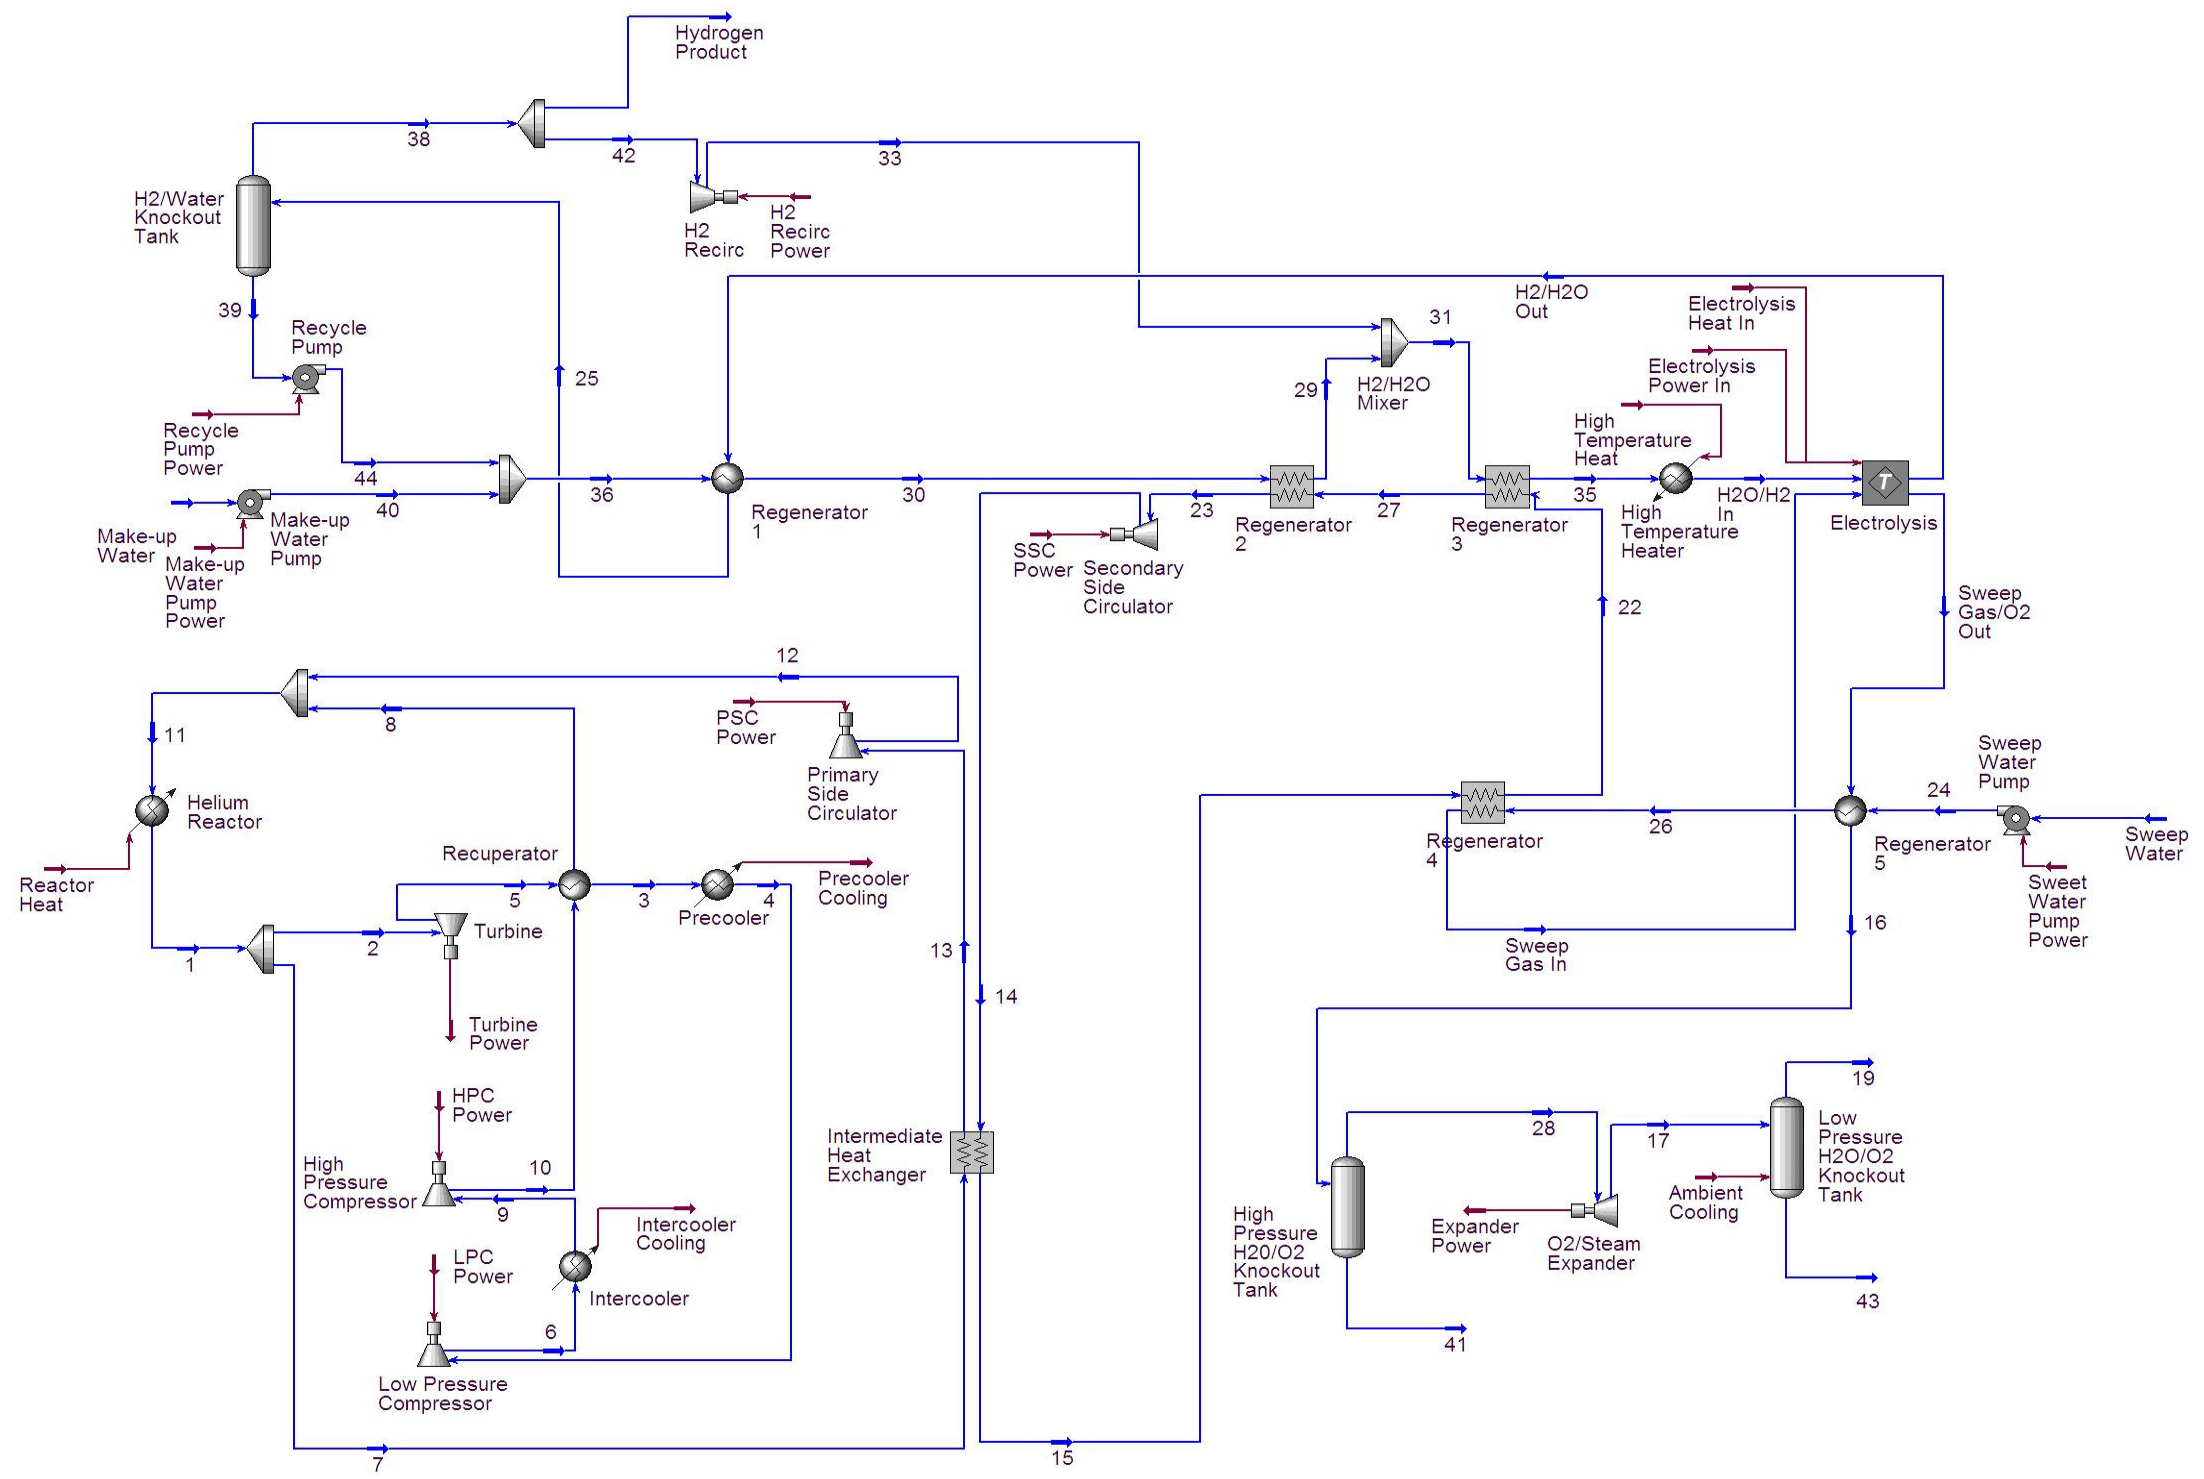 Hydrogen
Product
38
42
33
H2/Water
Knockout
Tank
H2
Recirc
H2
Recirc
Power
39
Recycle
Pump
25
Recycle
Pump
Power
44
40
36
Make-up
Water
Make-up
Water
Pump
Make-up
Water
Pump
Power
Regenerator
1
30
H2/H2O
Out
31
29
H2/H2O
Mixer
Electrolysis
Heat In
Electrolysis
Power In
High
Temperature
Heat
35
H2O/H2
In
High
Temperature
Heater
T
Electrolysis
23
Regenerator
2
27
Regenerator
3
SSC
Power
Secondary
Side
Circulator
22
Sweep
Gas/O2
Out
12
8
11
PSC
Power
Primary
Side
Circulator
Helium
Reactor
Reactor
Heat
Recuperator
5
3
Precooler
4
Precooler
Cooling
1
2
Turbine
Turbine
Power
13
14
HPC
Power
High
Pressure
Compressor
10
9
Intercooler
Cooling
LPC
Power
Intercooler
6
Low Pressure
Compressor
7
Intermediate
Heat
Exchanger
15
Regenerator
4
26
Sweep
Water
Pump
24
Regenerator
5
Sweep
Water
Sweet
Water
Pump
Power
Sweep
Gas In
16
19
28
17
Low
Pressure
H2O/O2
Knockout
Tank
Ambient
Cooling
High
Pressure
H20/O2
Knockout
Tank
Expander
Power
O2/Steam
Expander
43
41